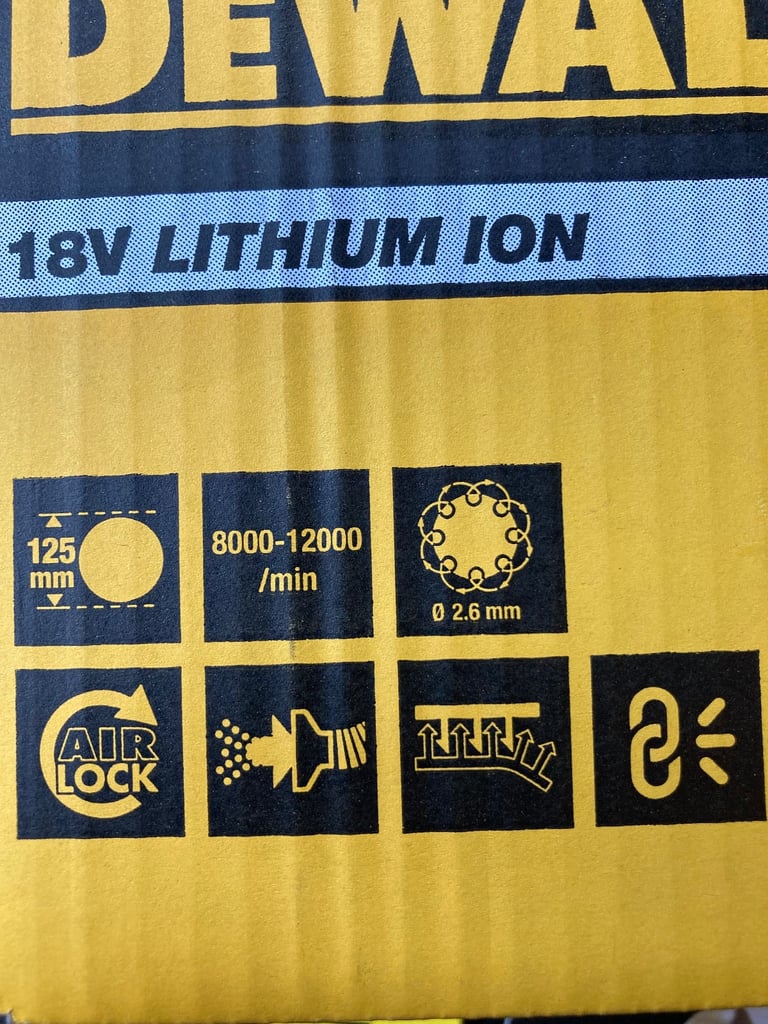 DEWAL
18V LITHIUM ION
125
mm
8000-12000
/min
Ø 2.6 mm
AIR
LOCK